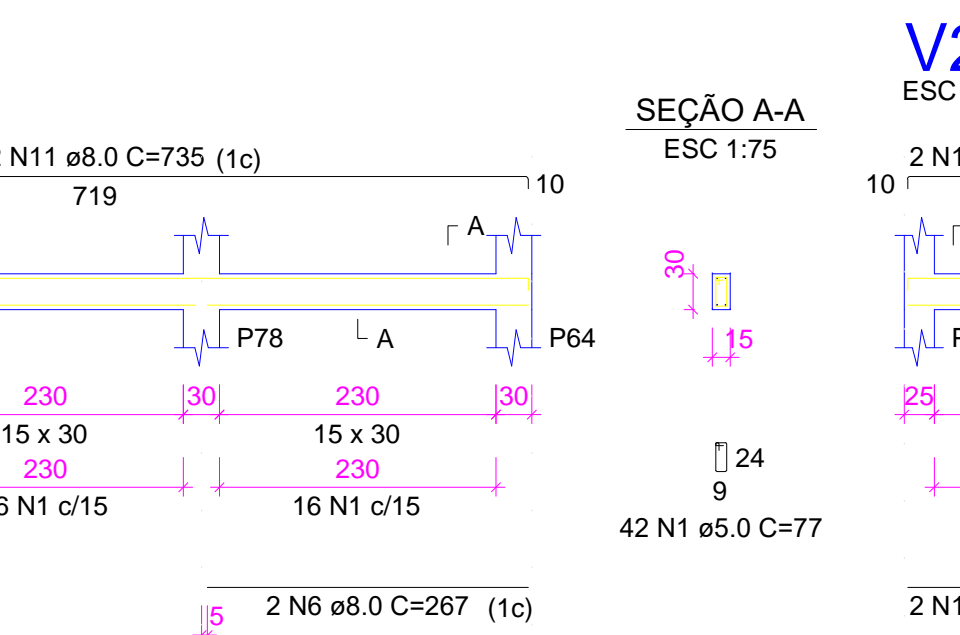 V2
ESC
SEÇÃO A-A
ESC 1:75
2 N11 ø8.0 C=735 (1c)
719
10
10
2 N1
A
A
P78
P64
30
15
230
30
230
30
25
15 x 30
15 x 30
230
230
6 N1 c/15
16 N1 c/15
24
9
42 N1 ø5.0 C=77
2 N6 ø8.0 C=267 (1c)
2 N1
5